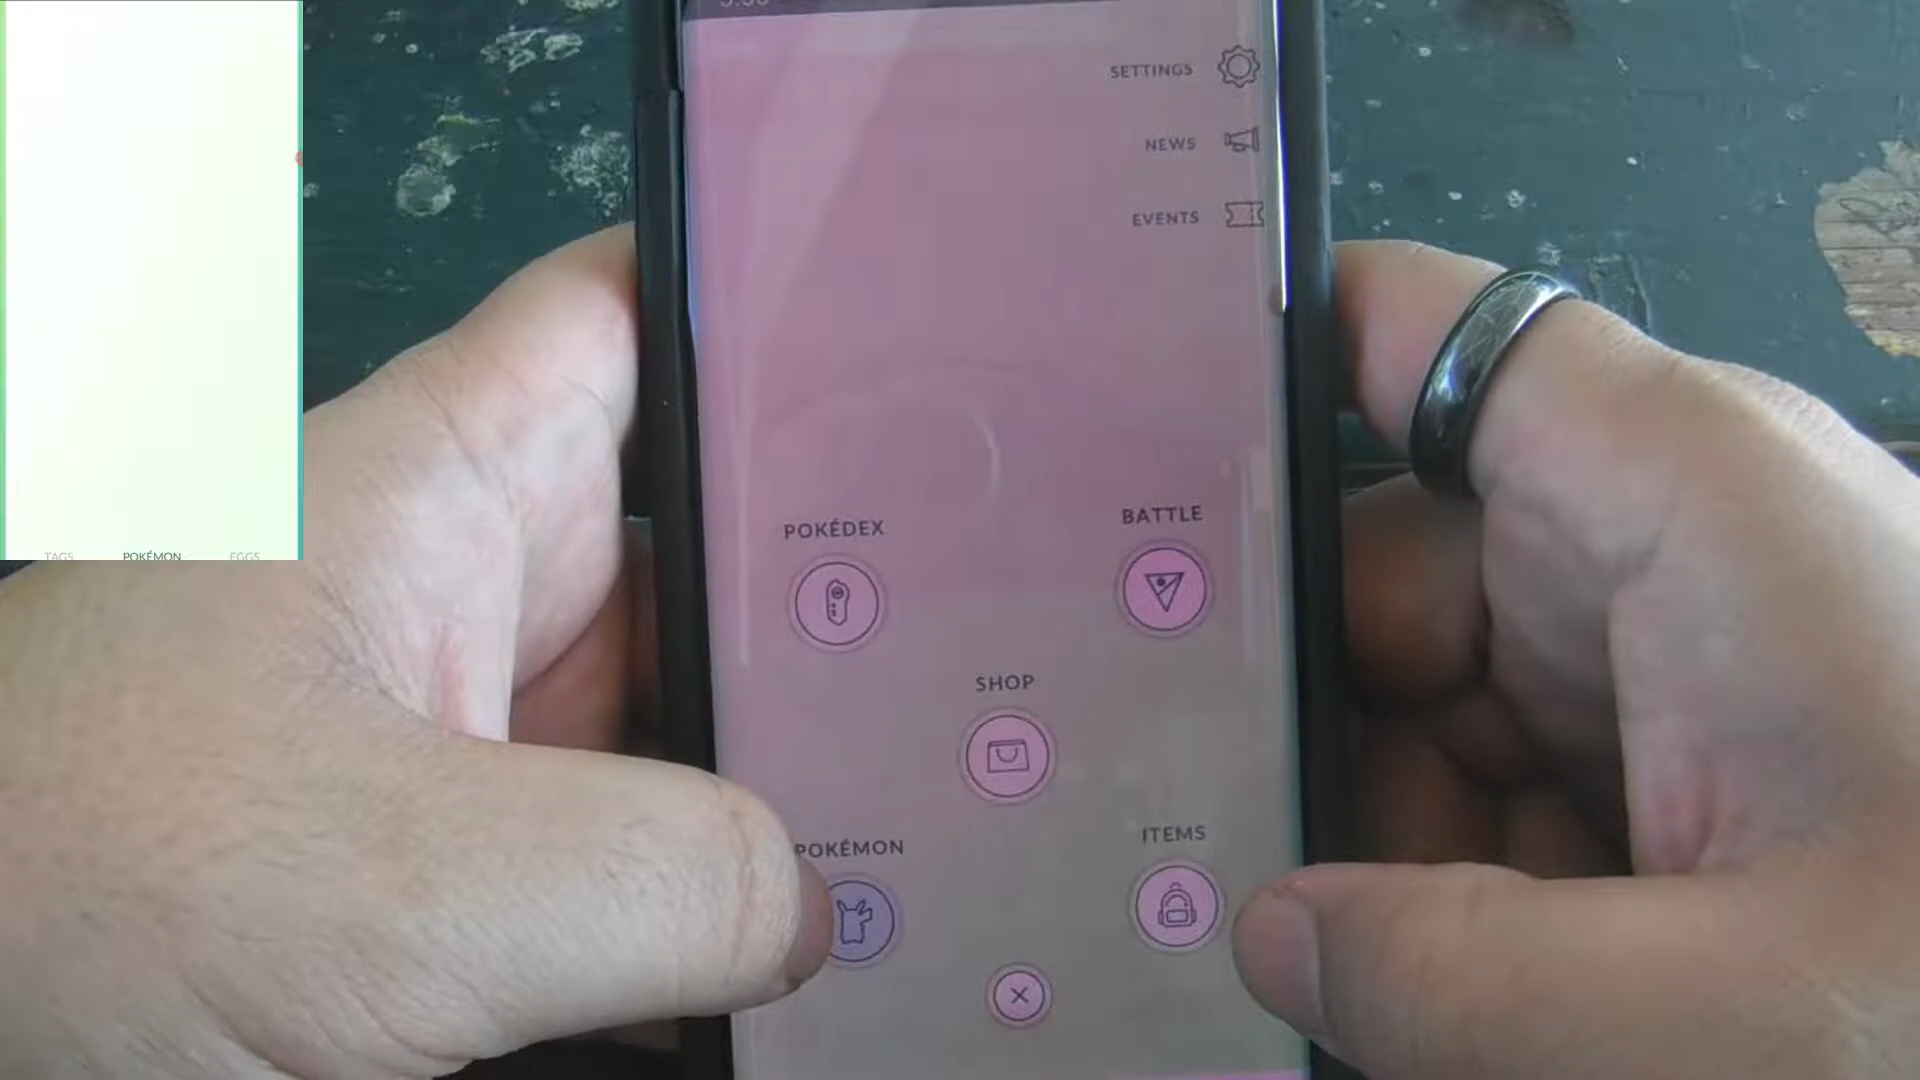 SETTINGS
NEWS
EVENTS
POKÉDEX
BATTLE
SHOP
POKÉMON
ITEMS
TAGS POKÉMON EGGS